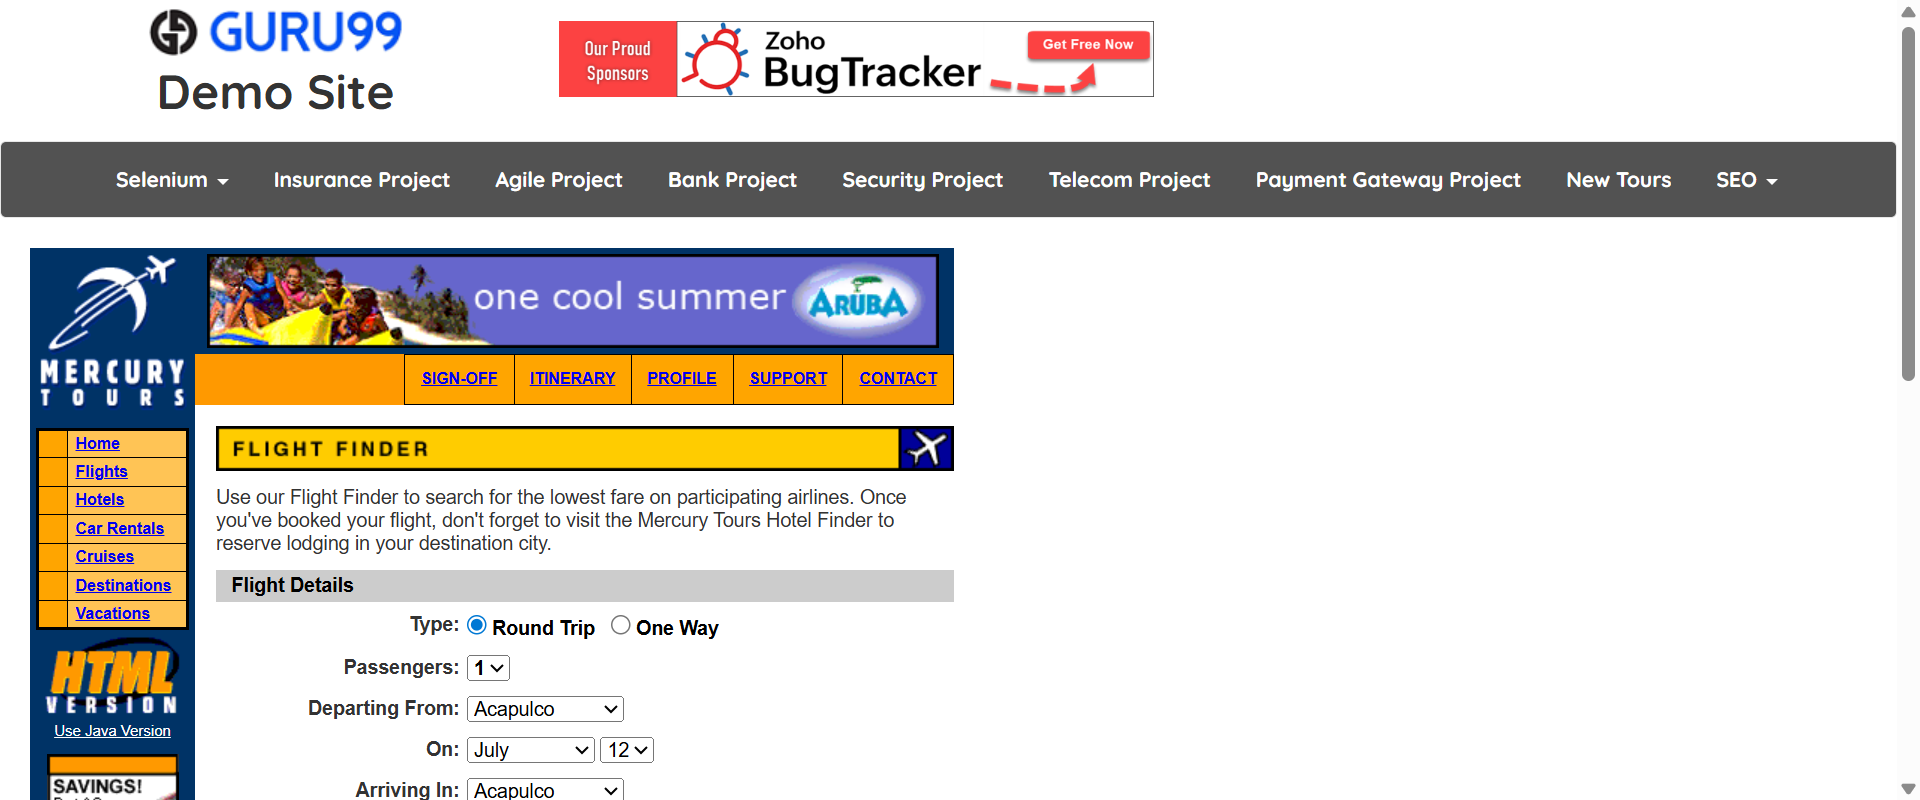 GURU99
Demo Site
Our Proud
Sponsors
Zoho
BugTracker
Get Free Now
Selenium
Insurance Project
Agile Project
Bank Project
Security Project
Telecom Project
Payment Gateway Project
New Tours
SEO
MERCURY
TOURS
one cool summer
ARUBA
SIGN-OFF
ITINERARY
PROFILE
SUPPORT
CONTACT
Home
Flights
Hotels
Car Rentals
Cruises
Destinations
Vacations
HTML
VERSION
Use Java Version
SAVINGS!
FLIGHT FINDER
Use our Flight Finder to search for the lowest fare on participating airlines. Once
you've booked your flight, don't forget to visit the Mercury Tours Hotel Finder to
reserve lodging in your destination city.
Flight Details
Type: Round Trip One Way
Passengers: 1
Departing From: Acapulco
On: July 12
Arriving In: Acapulco